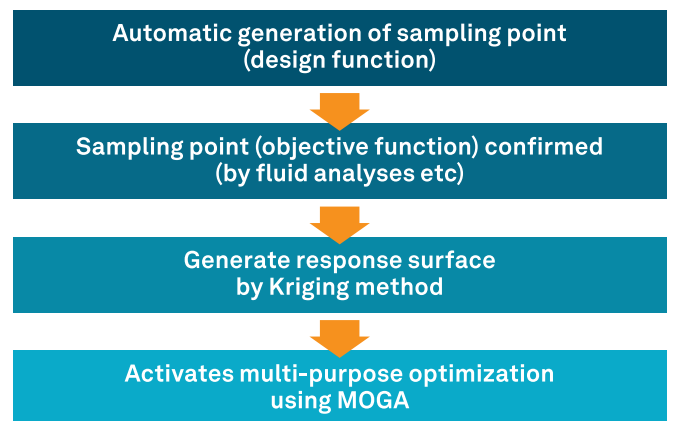 Automatic generation of sampling point
(design function)
Sampling point (objective function) confirmed
(by fluid analyses etc)
Generate response surface
by Kriging method
Activates multi-purpose optimization
using MOGA